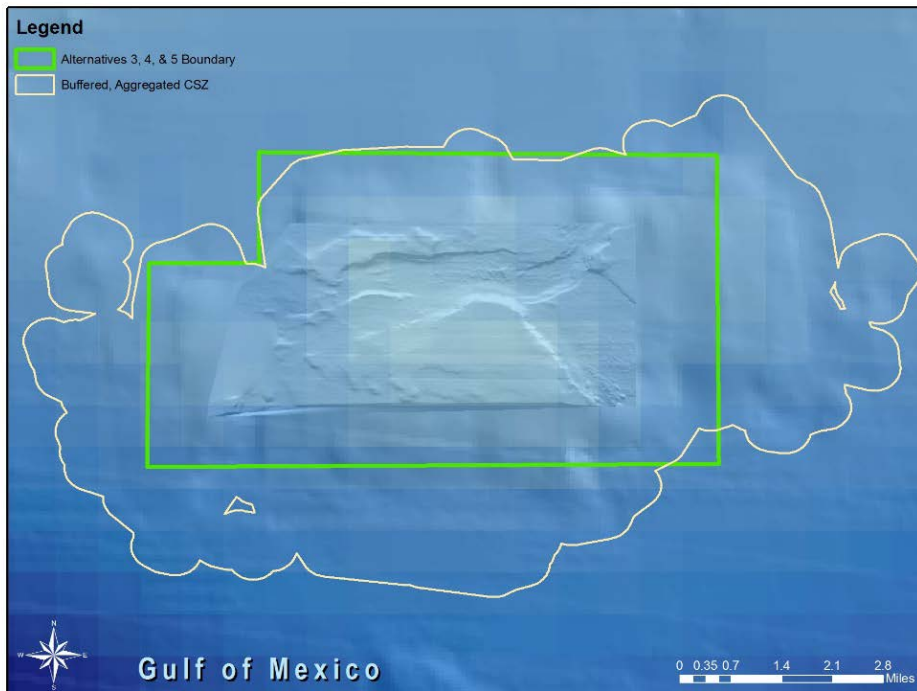 Legend
Alternatives 3, 4, & 5 Boundary
Buffered, Aggregated CSZ
N
W E
S
Gulf of Mexico
0 0.35 0.7 1.4 2.1 2.8
Miles